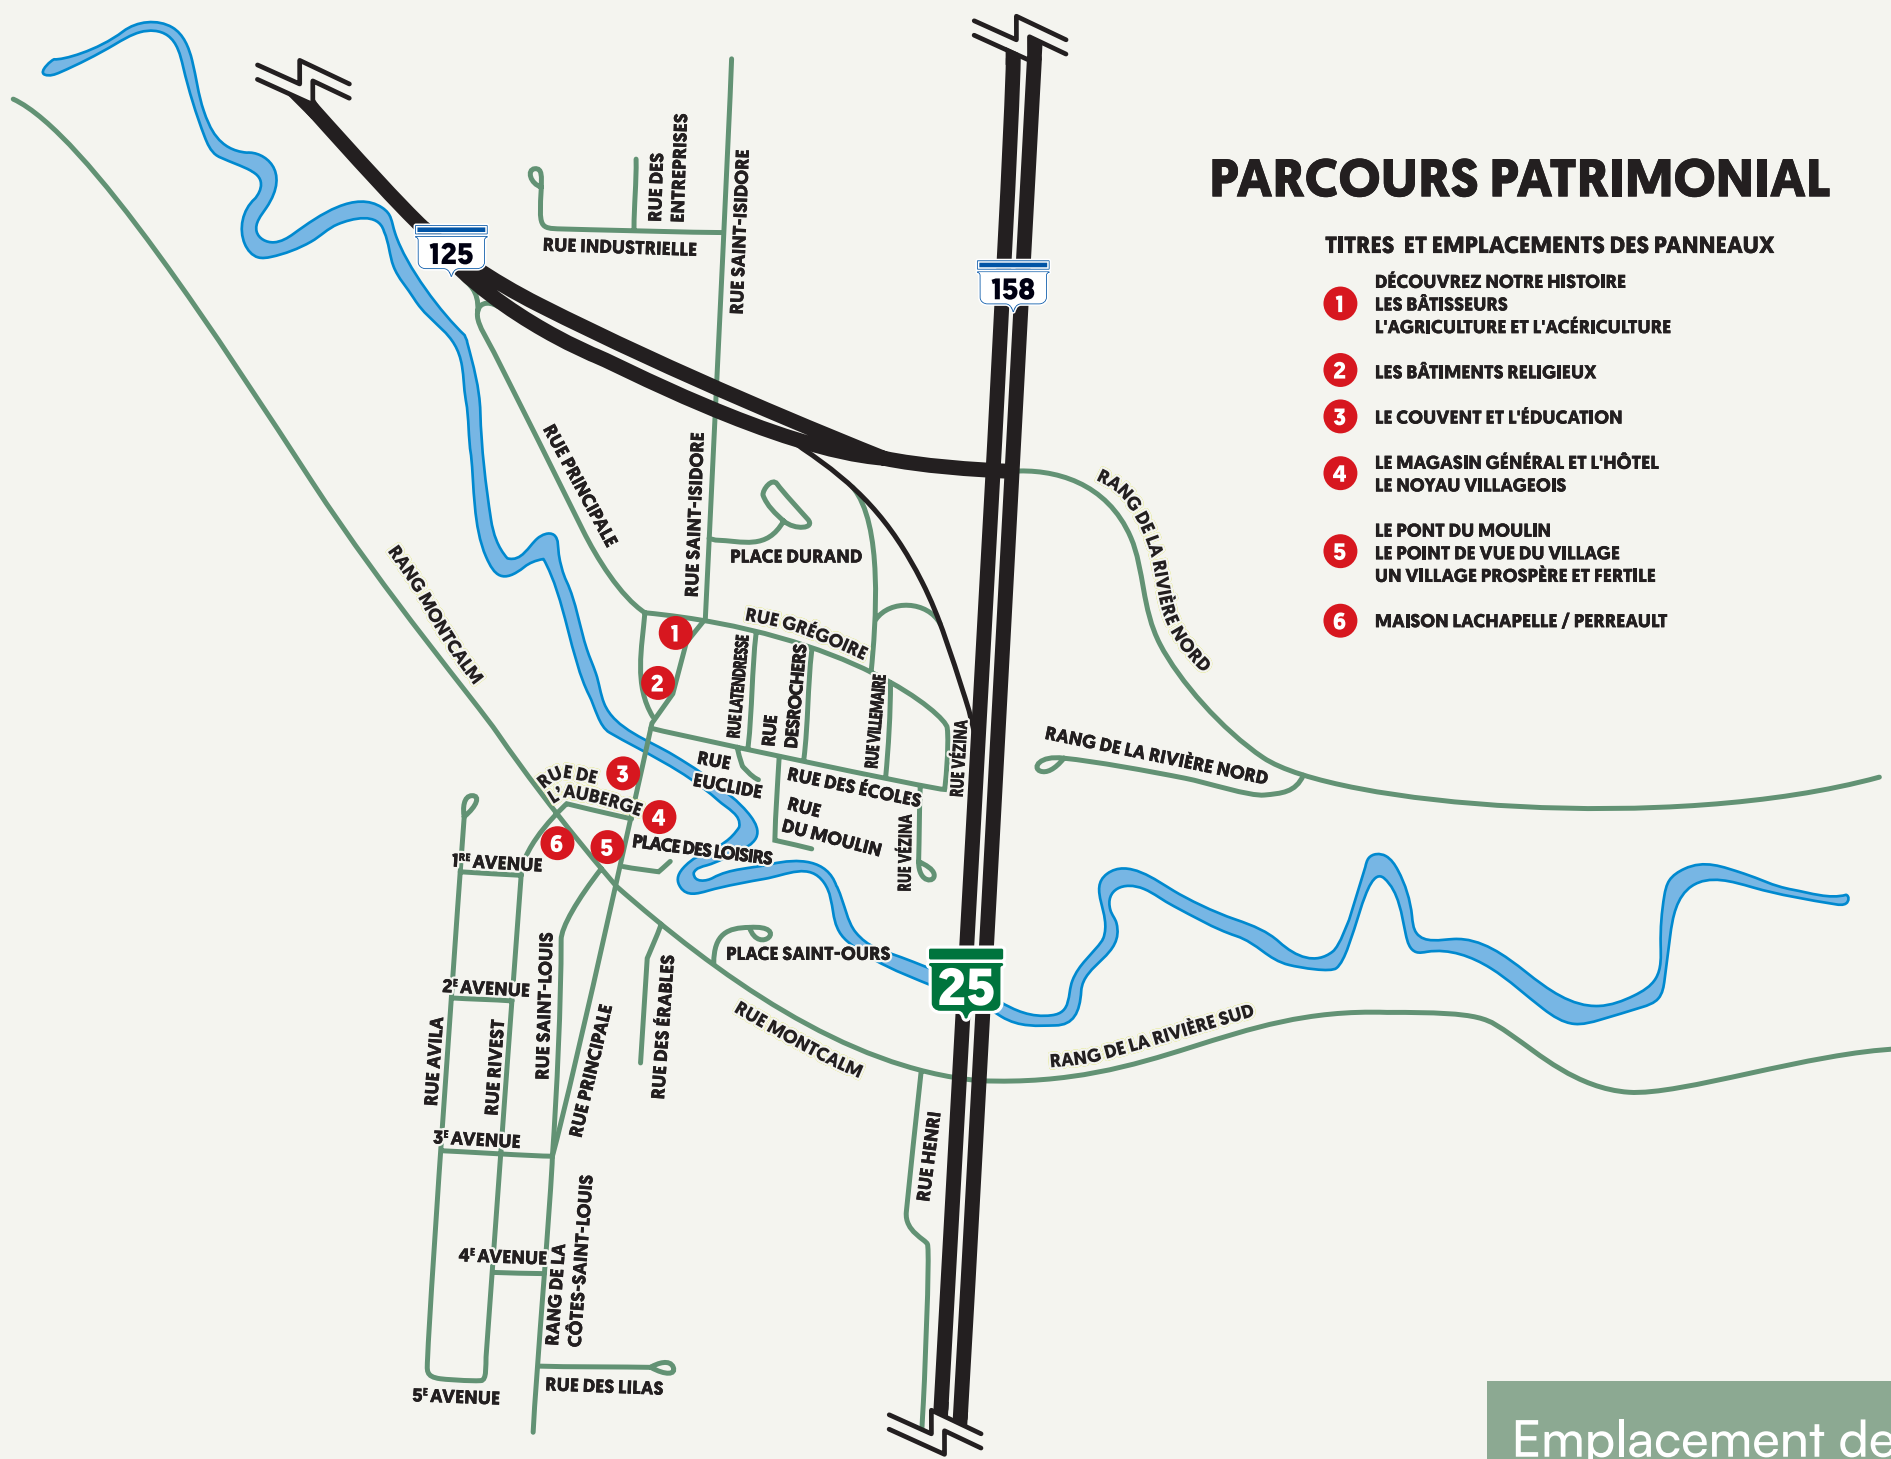 PARCOURS PATRIMONIAL
TITRES ET EMPLACEMENTS DES PANNEAUX
1
DÉCOUVREZ NOTRE HISTOIRE
LES BÂTISSEURS
L'AGRICULTURE ET L'ACÉRICULTURE
2
LES BÂTIMENTS RELIGIEUX
3
LE COUVENT ET L'ÉDUCATION
4
LE MAGASIN GÉNÉRAL ET L'HÔTEL
LE NOYAU VILLAGEOIS
5
LE PONT DU MOULIN
LE POINT DE VUE DU VILLAGE
UN VILLAGE PROSPÈRE ET FERTILE
6
MAISON LACHAPELLE / PERREAULT
125
158
25
RUE DES
ENTREPRISES
RUE INDUSTRIELLE
RUE SAINT-ISIDORE
RUE PRINCIPALE
RUE SAINT-ISIDORE
PLACE DURAND
RANG DE LA RIVIÈRE NORD
RANG MONTCALM
1
RUE GRÉGOIRE
2
RUE LATENDRESSE
RUE
DESROCHERS
RUE VILLEMAIRE
RUE VÉZINA
RANG DE LA RIVIÈRE NORD
RUE DE
L'AUBERGE
3
RUE
EUCLIDE
RUE DES ÉCOLES
4
RUE
DU MOULIN
RUE VÉZINA
6
5
PLACE DES LOISIRS
1RE AVENUE
PLACE SAINT-OURS
2E AVENUE
RUE SAINT-LOUIS
RUE AVILA
RUE RIVEST
RUE PRINCIPALE
RUE DES ÉRABLES
RUE MONTCALM
RANG DE LA RIVIÈRE SUD
3E AVENUE
RUE HENRI
4E AVENUE
RANG DE LA
CÔTES-SAINT-LOUIS
5E AVENUE
RUE DES LILAS
Emplacement de